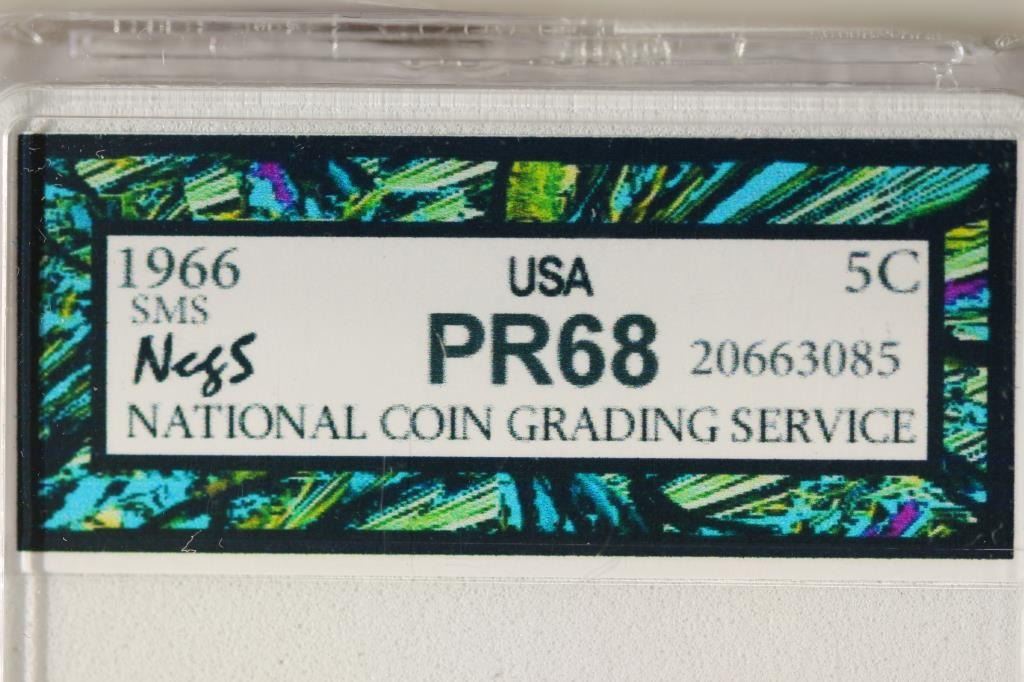 1966 USA 5C
SMS
NcgS PR68 20663085
NATIONAL COIN GRADING SERVICE